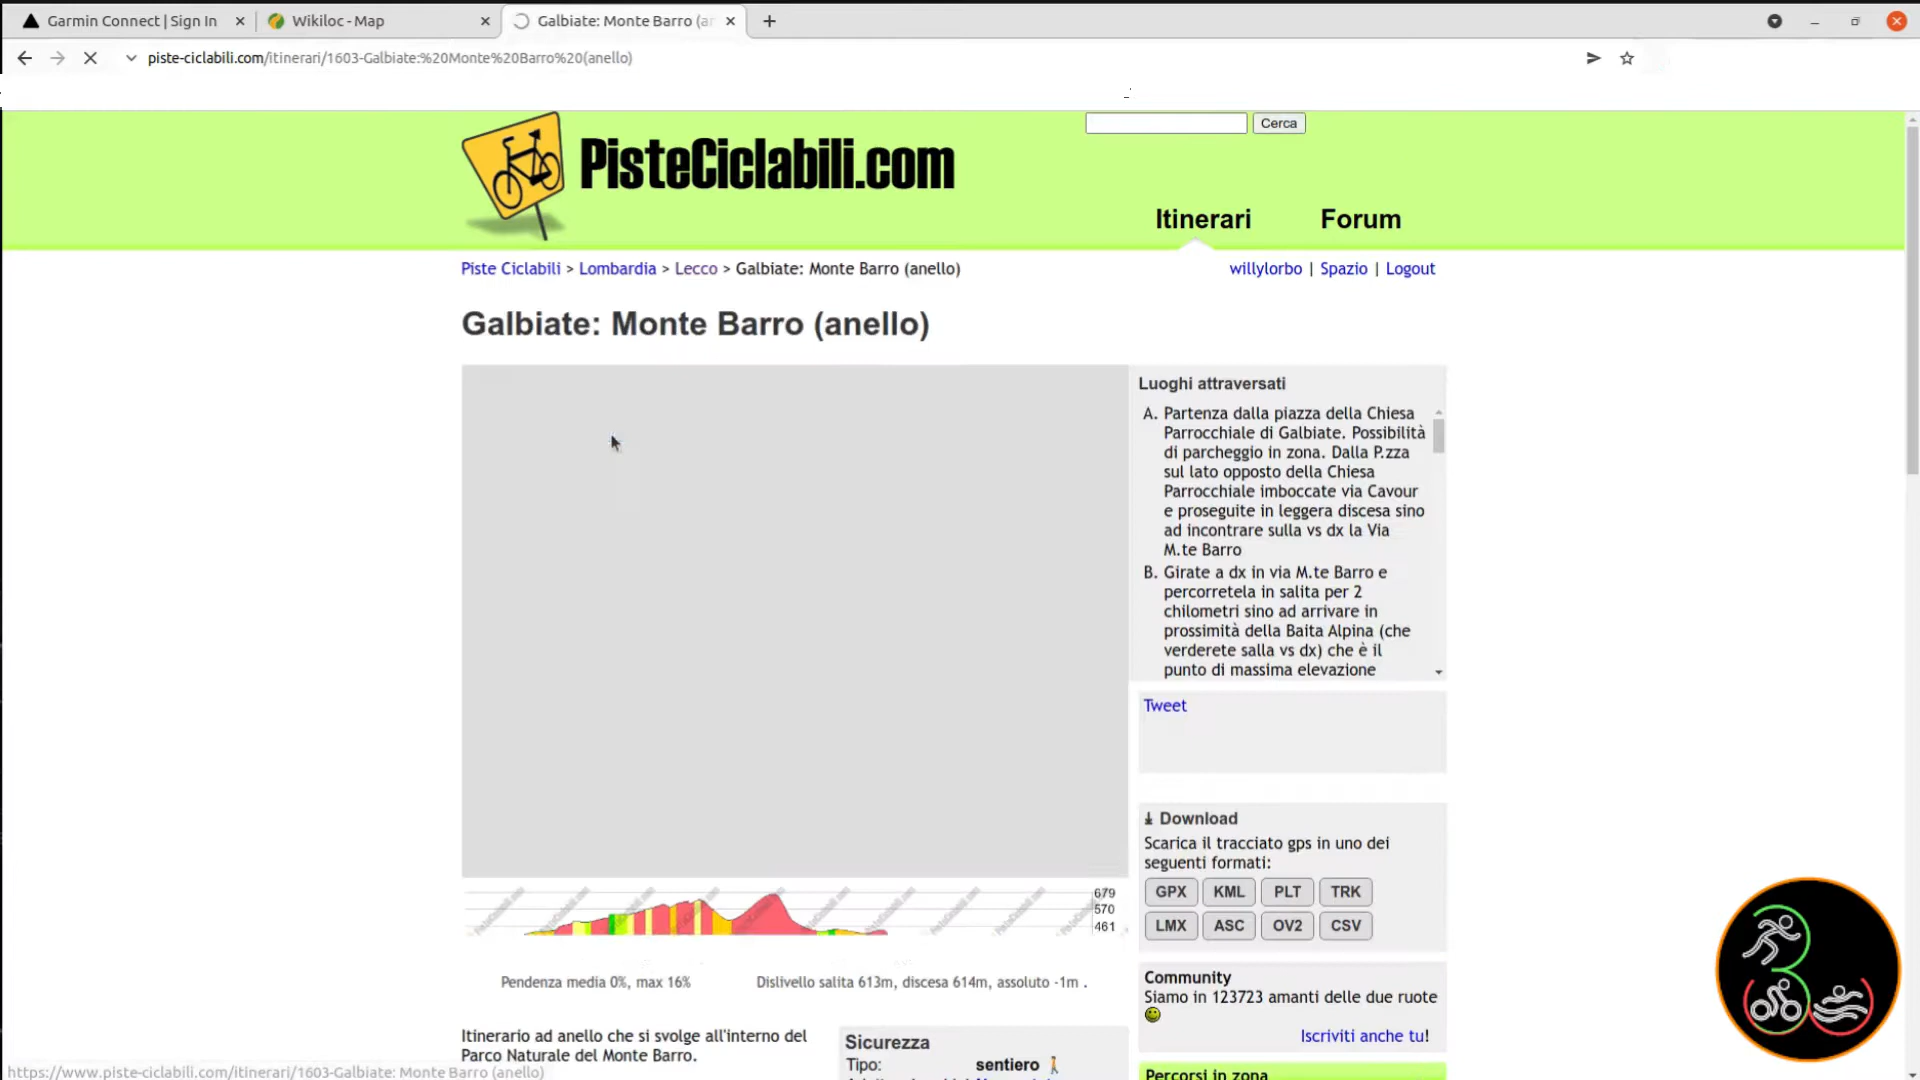 Garmin Connect | Sign In
Wikiloc - Map
Galbiate: Monte Barro (an
piste-ciclabili.com/itinerari/1603-Galbiate:%20Monte%20Barro%20(anello)
PisteCiclabili.com
Cerca
Itinerari Forum
Piste Ciclabili > Lombardia > Lecco > Galbiate: Monte Barro (anello)
willylorbo | Spazio | Logout
Galbiate: Monte Barro (anello)
Luoghi attraversati
A. Partenza dalla piazza della Chiesa
Parrocchiale di Galbiate. Possibilità
di parcheggio in zona. Dalla P.zza
sul lato opposto della Chiesa
Parrocchiale imboccate via Cavour
e proseguite in leggera discesa sino
ad incontrare sulla vs dx la Via
M.te Barro
B. Girate a dx in via M.te Barro e
percorretela in salita per 2
chilometri sino ad arrivare in
prossimità della Baita Alpina (che
verderete salla vs dx) che è il
punto di massima elevazione
Tweet
Download
Scarica il tracciato gps in uno dei
seguenti formati:
GPX KML PLT TRK
LMX ASC OV2 CSV
679
570
461
Pendenza media 0%, max 16%
Dislivello salita 613m, discesa 614m, assoluto -1m .
Community
Siamo in 123723 amanti delle due ruote
Iscriviti anche tu!
Itinerario ad anello che si svolge all'interno del
Parco Naturale del Monte Barro.
Sicurezza
Tipo: sentiero
Percorsi in zona
https://www.piste-ciclabili.com/itinerari/1603-Galbiate: Monte Barro (anello)